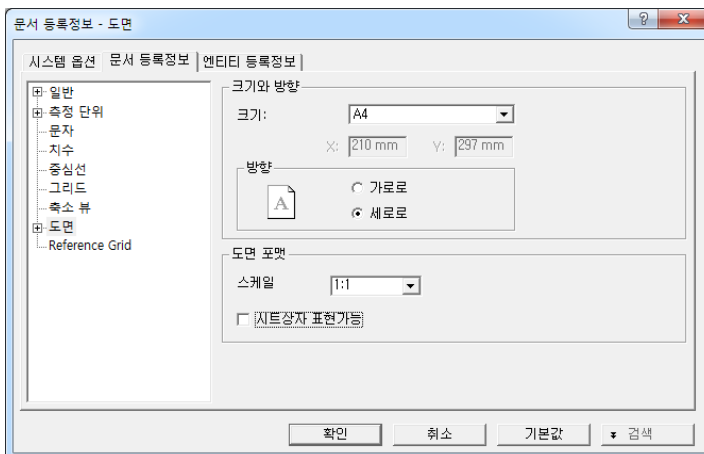 문서 등록정보 - 도면
시스템 옵션 문서 등록정보 엔티티 등록정보
일반
측정 단위
문자
치수
중심선
그리드
축소 뷰
도면
Reference Grid
크기와 방향
크기: A4
X: 210 mm Y: 297 mm
방향
A
가로로
세로로
도면 포맷
스케일 1:1
시트상자 표현가능
확인 취소 기본값 검색